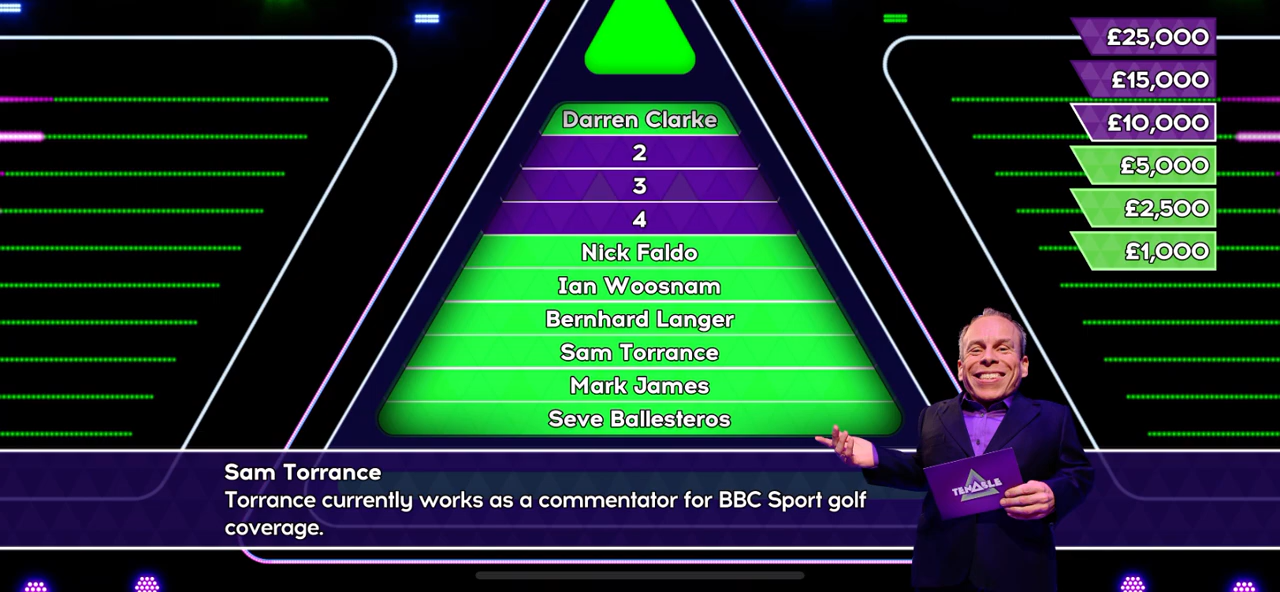 £25,000
£15,000
£10,000
£5,000
£2,500
£1,000
Darren Clarke
2
3
4
Nick Faldo
Ian Woosnam
Bernhard Langer
Sam Torrance
Mark James
Seve Ballesteros
Sam Torrance
Torrance currently works as a commentator for BBC Sport golf
coverage.
TENABLE